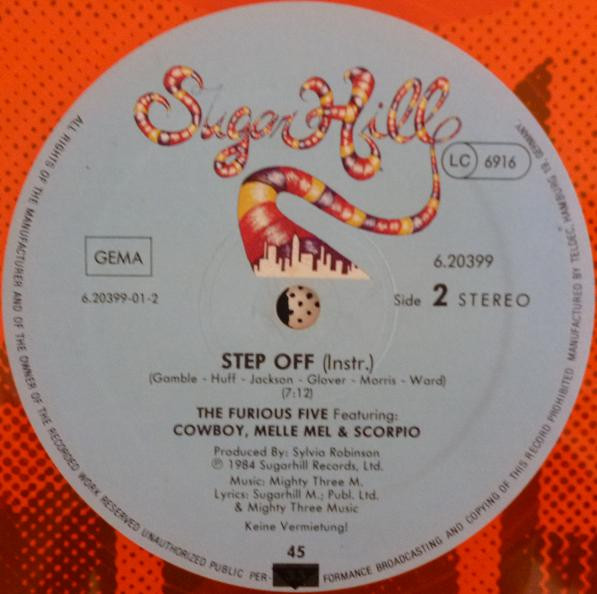 Sugar Hill
LC 6916
GEMA
6.20399
6.20399-01-2
Side 2 STEREO
STEP OFF (Instr.)
(Gamble - Huff - Jackson - Glover - Morris - Ward)
(7:12)
THE FURIOUS FIVE Featuring:
COWBOY, MELLE MEL & SCORPIO
Produced By: Sylvia Robinson
℗ 1984 Sugarhill Records, Ltd.
Music: Mighty Three M.
Lyrics: Sugarhill M.; Publ. Ltd.
& Mighty Three Music
Keine Vermietung!
45
ALL RIGHTS OF THE MANUFACTURER AND OF THE OWNER OF THE RECORDED WORK RESERVED UNAUTHORIZED PUBLIC PER- FORMANCE BROADCASTING AND COPYING OF THIS RECORD PROHIBITED. MANUFACTURED BY TELDEC, HAMBURG 19, GERMANY.